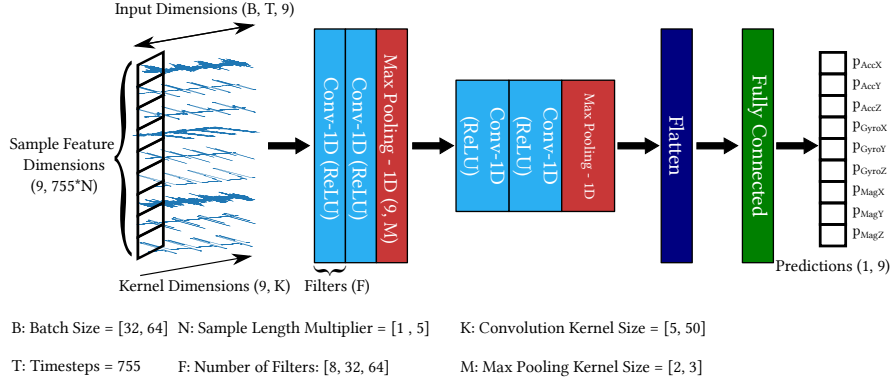 Input Dimensions (B, T, 9)
Sample Feature
Dimensions
(9, 755*N)
Kernel Dimensions (9, K)
Conv-1D (ReLU)
Conv-1D (ReLU)
Max Pooling - 1D (9, M)
Filters (F)
Conv-1D
(ReLU)
Conv-1D
(ReLU)
Max Pooling - 1D
Flatten
Fully Connected
PAccX
PAccY
PAccZ
PGyroX
PGyroY
PGyroZ
PMagX
PMagY
PMagZ
Predictions (1, 9)
B: Batch Size = [32, 64] N: Sample Length Multiplier = [1 , 5] K: Convolution Kernel Size = [5, 50]
T: Timesteps = 755 F: Number of Filters: [8, 32, 64] M: Max Pooling Kernel Size = [2, 3]